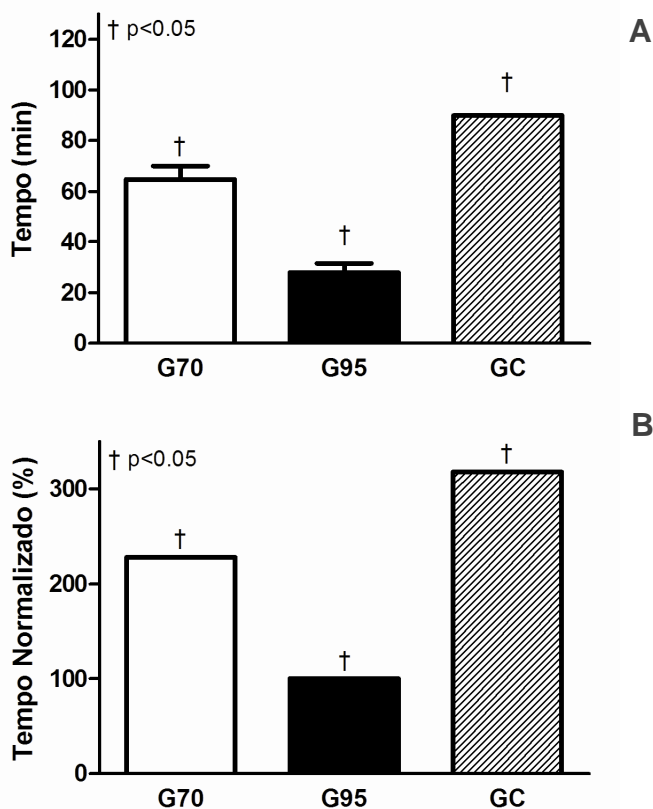 A
† p<0.05
120
100
80
60
40
20
0
Tempo (min)
†
†
†
G70 G95 GC
B
† p<0.05
300
200
100
0
Tempo Normalizado (%)
†
†
†
G70 G95 GC